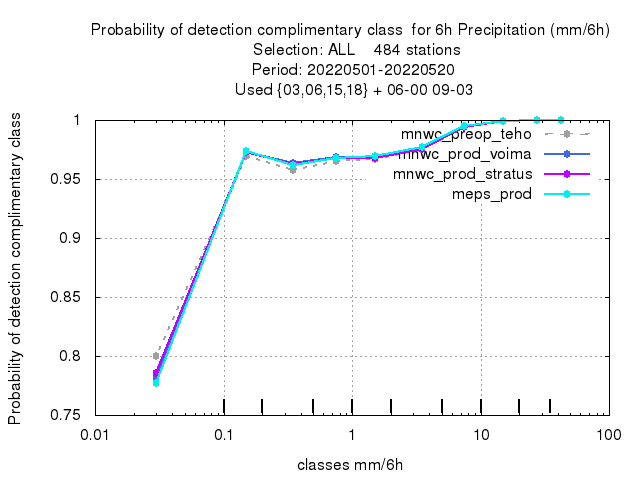 Probability of detection complimentary class  for 6h Precipitation (mm/6h)
Selection: ALL    484 stations
Period: 20220501-20220520
Used {03,06,15,18} + 06-00 09-03
Probability of detection complimentary class
1
0.95
0.9
0.85
0.8
0.75
mnwc_preop_teho
mnwc_prod_voima
mnwc_prod_stratus
meps_prod
0.01 0.1 1 10 100
classes mm/6h